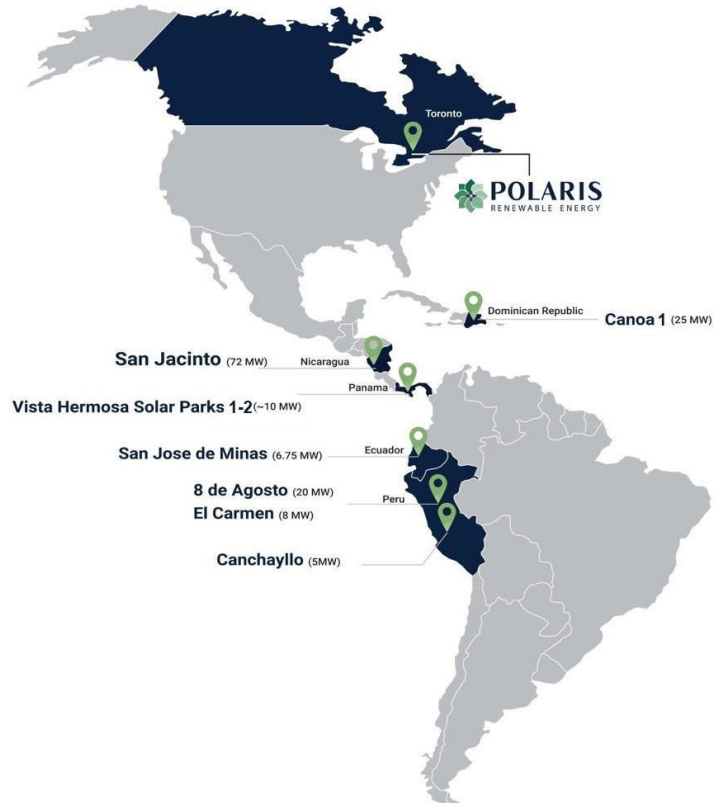 Toronto
POLARIS
RENEWABLE ENERGY
Dominican Republic
Canoa 1 (25 MW)
San Jacinto (72 MW)
Nicaragua
Panama
Vista Hermosa Solar Parks 1-2 (~10 MW)
San Jose de Minas (6.75 MW)
Ecuador
8 de Agosto (20 MW)
Peru
El Carmen (8 MW)
Canchayllo (5MW)